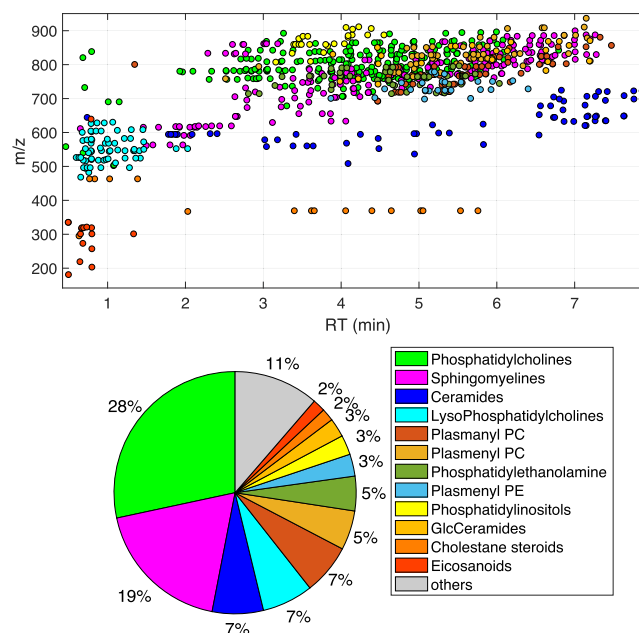 900
800
700
600
500
400
300
200
m/z
1 2 3 4 5 6 7
RT (min)
11%
2%
2%
3%
3%
3%
5%
5%
7%
7%
7%
19%
28%
Phosphatidylcholines
Sphingomyelines
Ceramides
LysoPhosphatidylcholines
Plasmanyl PC
Plasmenyl PC
Phosphatidylethanolamine
Plasmenyl PE
Phosphatidylinositols
GlcCeramides
Cholestane steroids
Eicosanoids
others